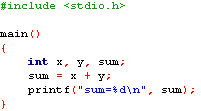 #include <stdio.h>
main()
{
int x, y, sum;
sum = x + y;
printf("sum=%d\n", sum);
}